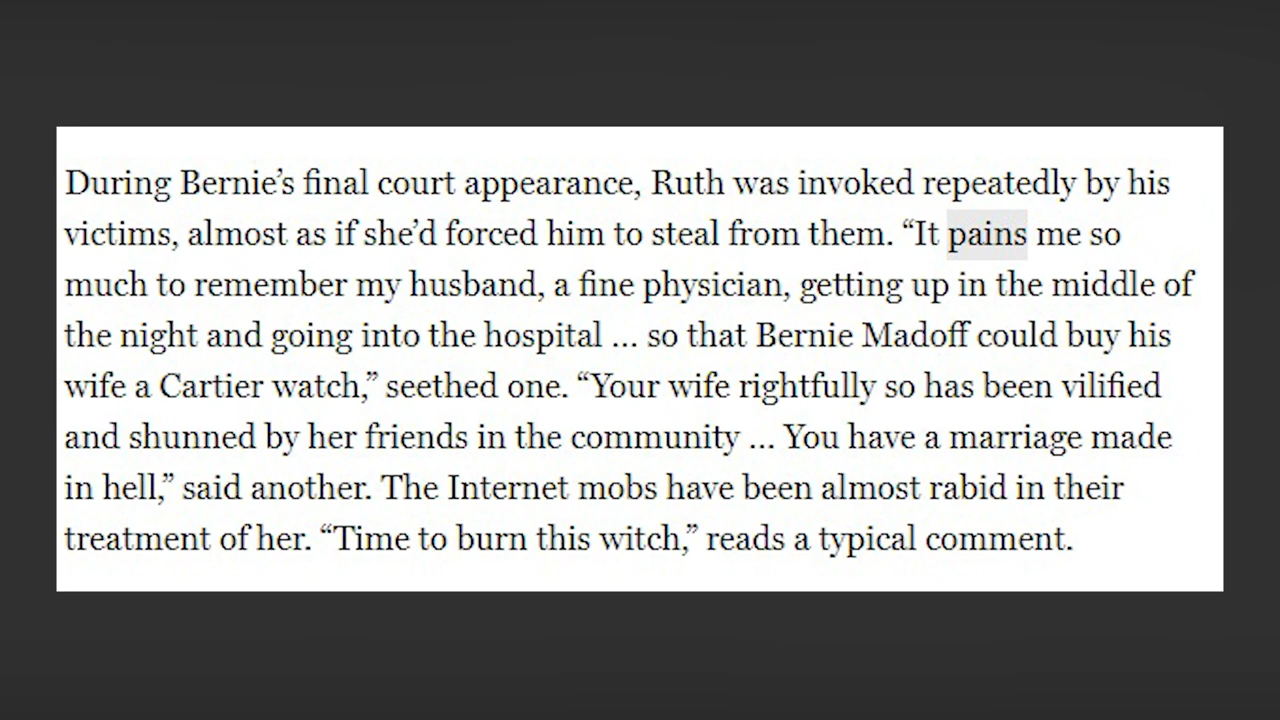 During Bernie’s final court appearance, Ruth was invoked repeatedly by his
victims, almost as if she’d forced him to steal from them. “It pains me so
much to remember my husband, a fine physician, getting up in the middle of
the night and going into the hospital ... so that Bernie Madoff could buy his
wife a Cartier watch,” seethed one. “Your wife rightfully so has been vilified
and shunned by her friends in the community ... You have a marriage made
in hell,” said another. The Internet mobs have been almost rabid in their
treatment of her. “Time to burn this witch,” reads a typical comment.